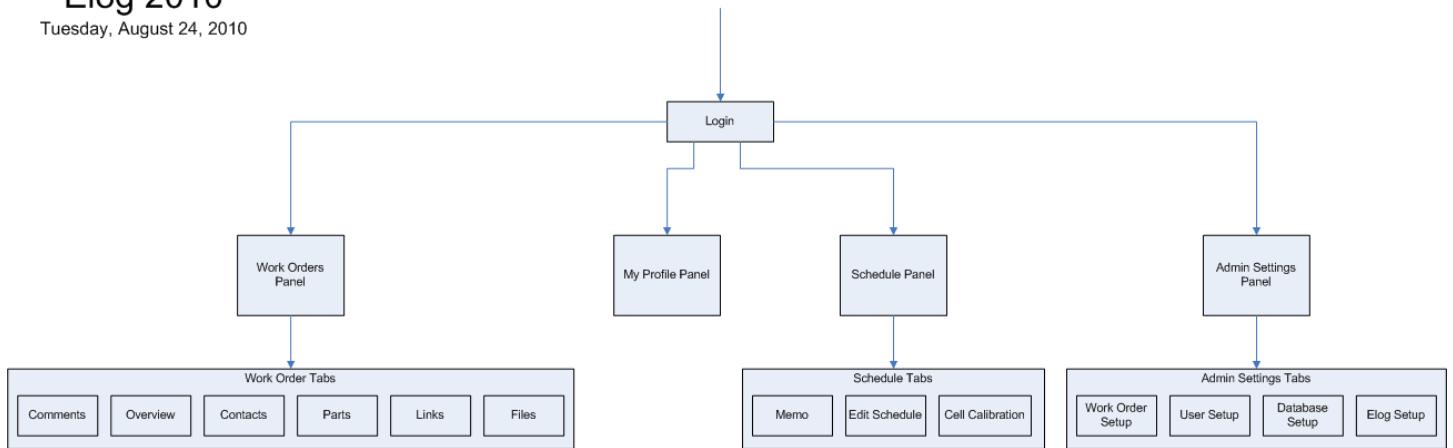 Elog 2010
Tuesday, August 24, 2010
Login
Work Orders
Panel
My Profile Panel
Schedule Panel
Admin Settings
Panel
Work Order Tabs
Comments
Overview
Contacts
Parts
Links
Files
Schedule Tabs
Memo
Edit Schedule
Cell Calibration
Admin Settings Tabs
Work Order
Setup
User Setup
Database
Setup
Elog Setup